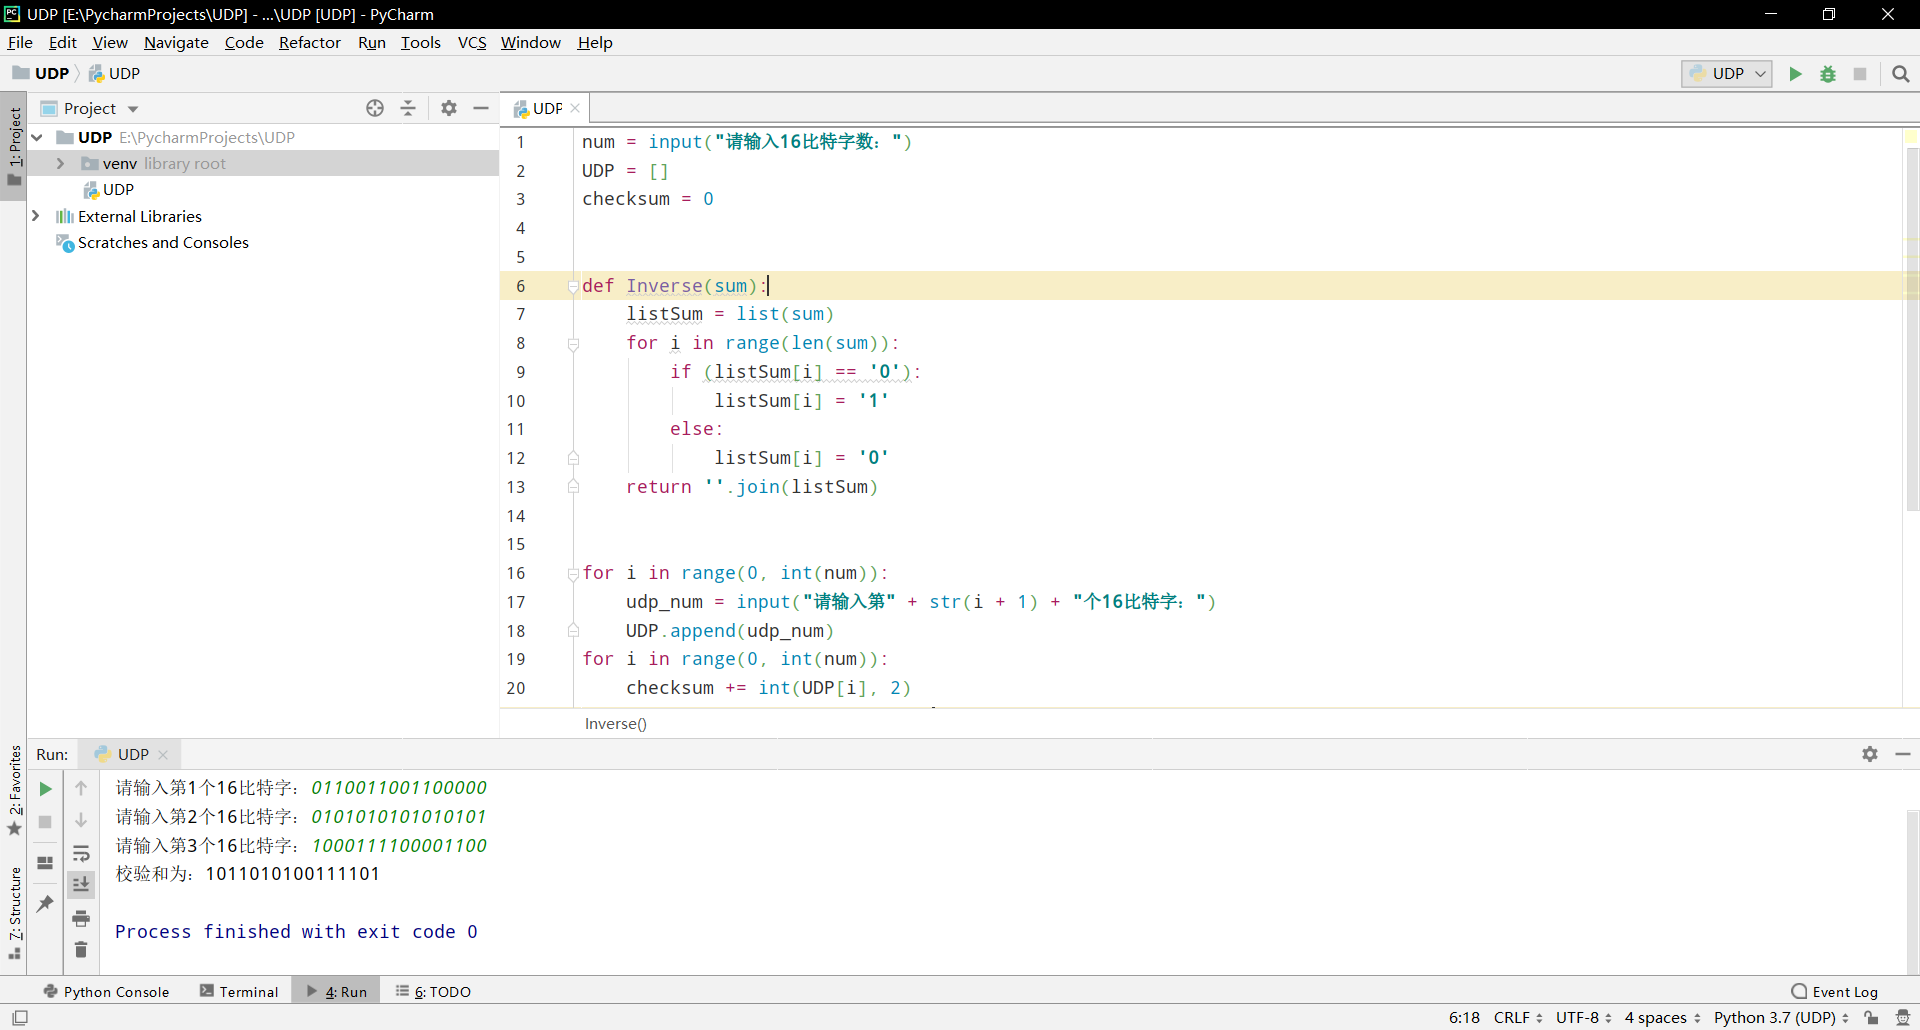 UDP [E:\PycharmProjects\UDP] - ...\UDP [UDP] - PyCharm
File Edit View Navigate Code Refactor Run Tools VCS Window Help
UDP UDP
UDP
1: Project
Project
UDP
UDP E:\PycharmProjects\UDP
venv library root
UDP
External Libraries
Scratches and Consoles
1 num = input("请输入16比特字数: ")
2 UDP = []
3 checksum = 0
4
5
6 def Inverse(sum):
7 listSum = list(sum)
8 for i in range(len(sum)):
9 if (listSum[i] == '0'):
10 listSum[i] = '1'
11 else:
12 listSum[i] = '0'
13 return ''.join(listSum)
14
15
16 for i in range(0, int(num)):
17 udp_num = input("请输入第" + str(i + 1) + "个16比特字: ")
18 UDP.append(udp_num)
19 for i in range(0, int(num)):
20 checksum += int(UDP[i], 2)
Inverse()
2: Favorites
7: Structure
Run: UDP
请输入第1个16比特字: 0110011001100000
请输入第2个16比特字: 0101010101010101
请输入第3个16比特字: 1000111100001100
校验和为: 1011010100111101
Process finished with exit code 0
Python Console Terminal 4: Run 6: TODO Event Log
6:18 CRLF UTF-8 4 spaces Python 3.7 (UDP)